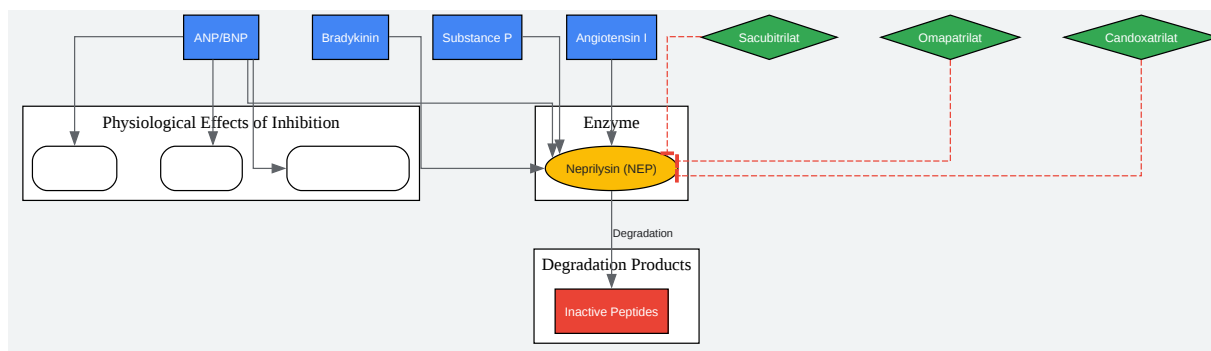 ANP/BNP
Bradykinin
Substance P
Angiotensin I
Sacubitrilat
Omapatrilat
Candoxatrilat
Physiological Effects of Inhibition
Enzyme
Neprilysin (NEP)
Degradation
Degradation Products
Inactive Peptides